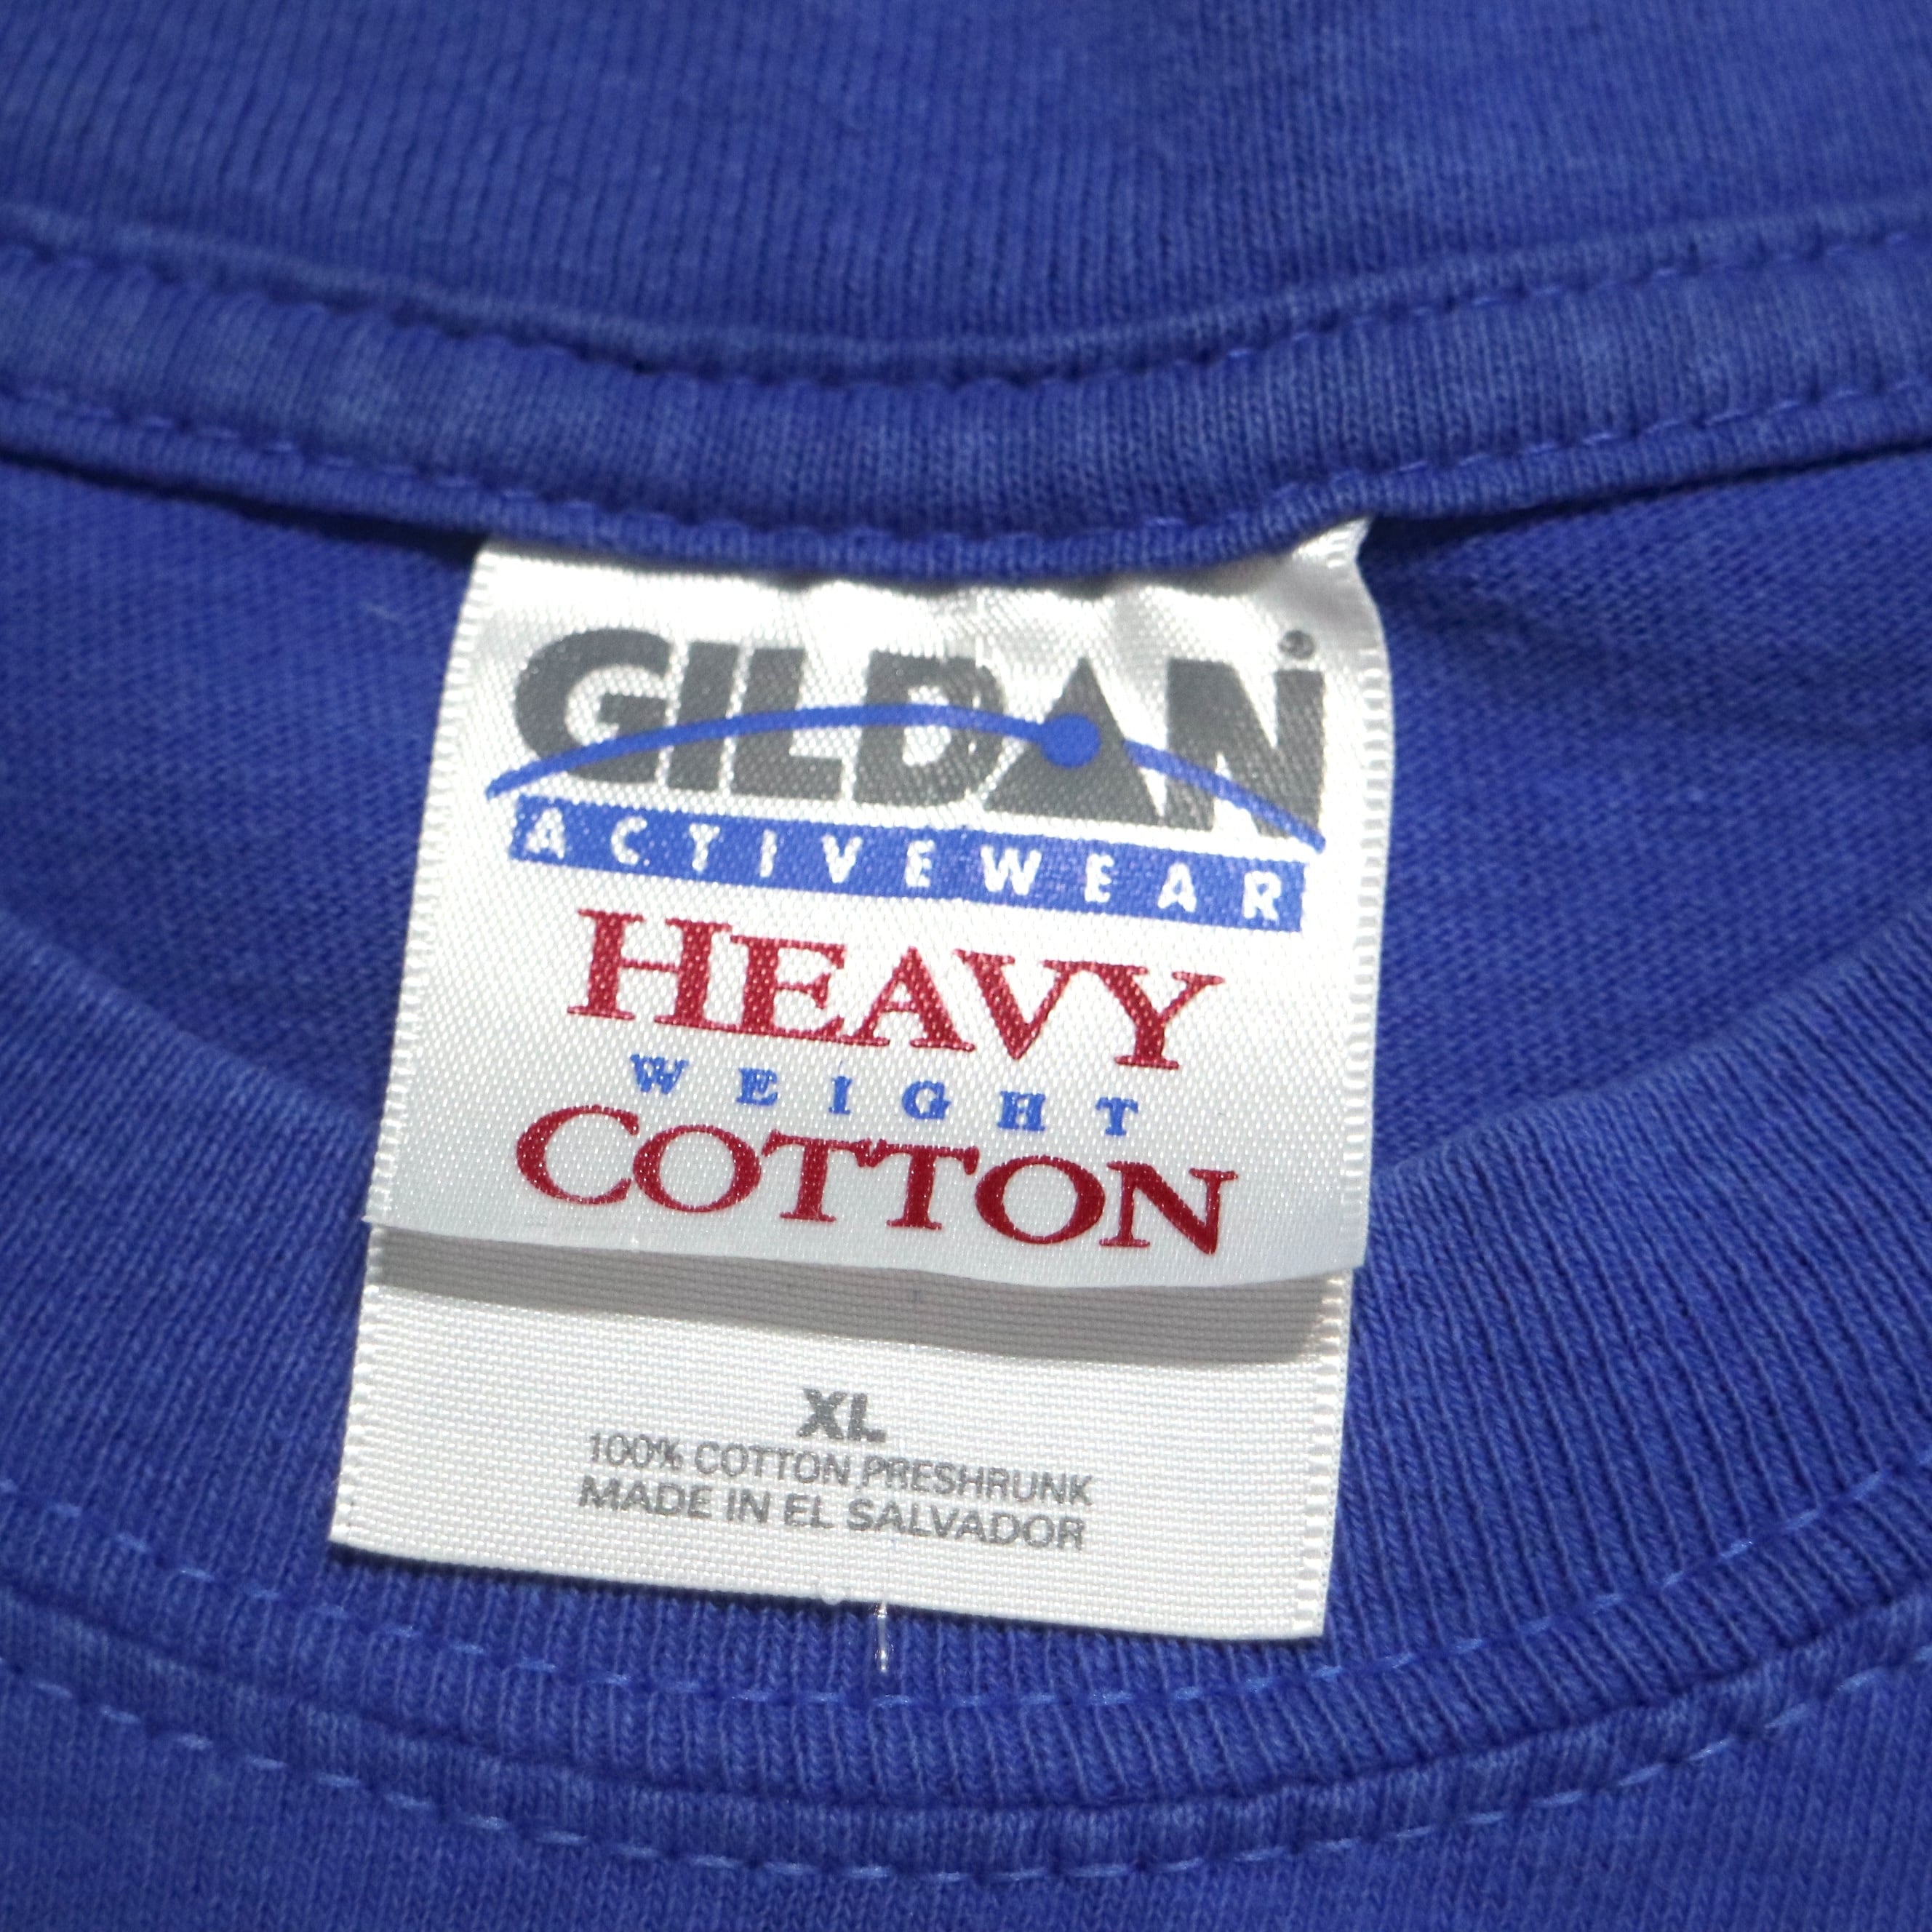 GILDAN®
ACTIVEWEAR
HEAVY
WEIGHT
COTTON
XL
100% COTTON PRESHRUNK
MADE IN EL SALVADOR